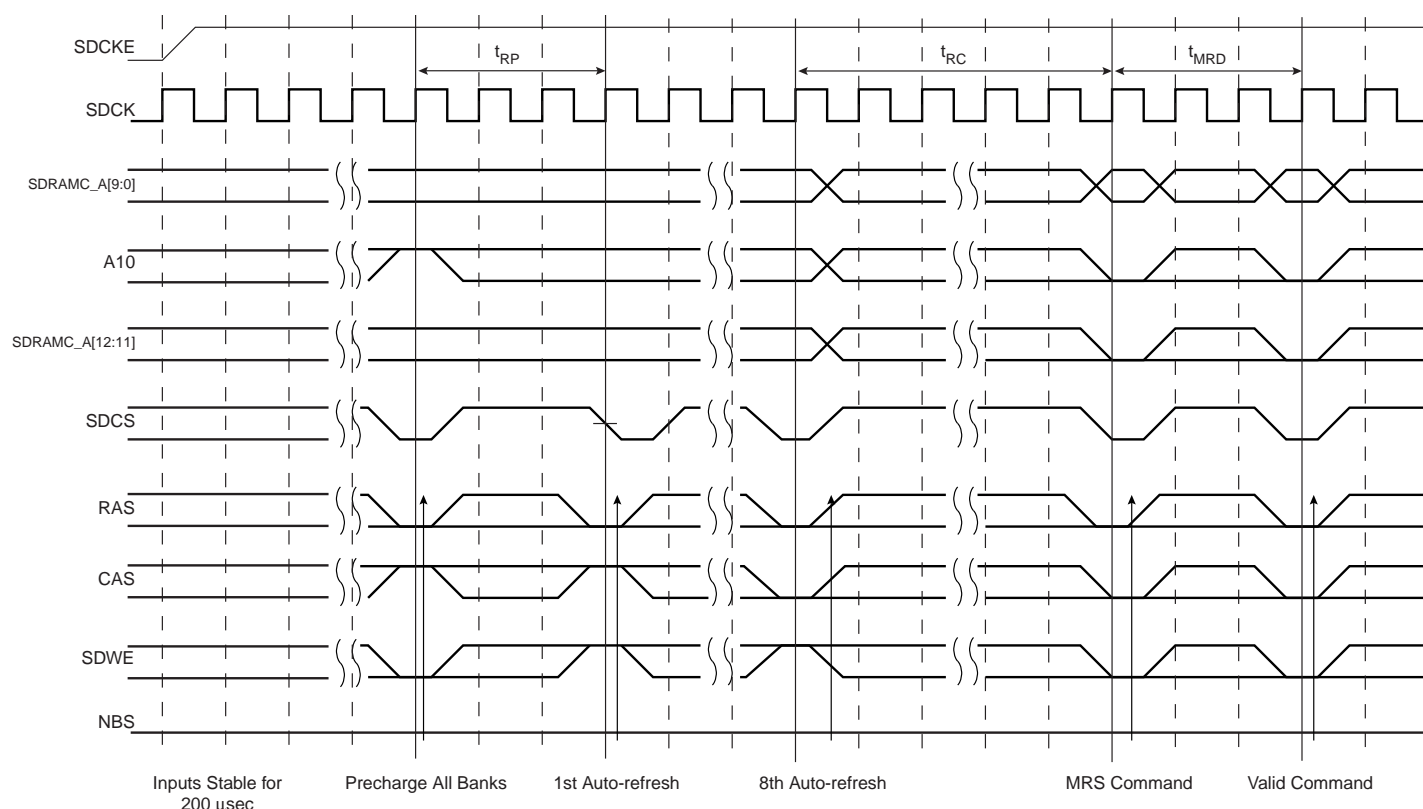 SDCKE
tRP
tRC
tMRD
SDCK
SDRAMC_A[9:0]
A10
SDRAMC_A[12:11]
SDCS
RAS
CAS
SDWE
NBS
Inputs Stable for
200 μsec
Precharge All Banks
1st Auto-refresh
8th Auto-refresh
MRS Command
Valid Command